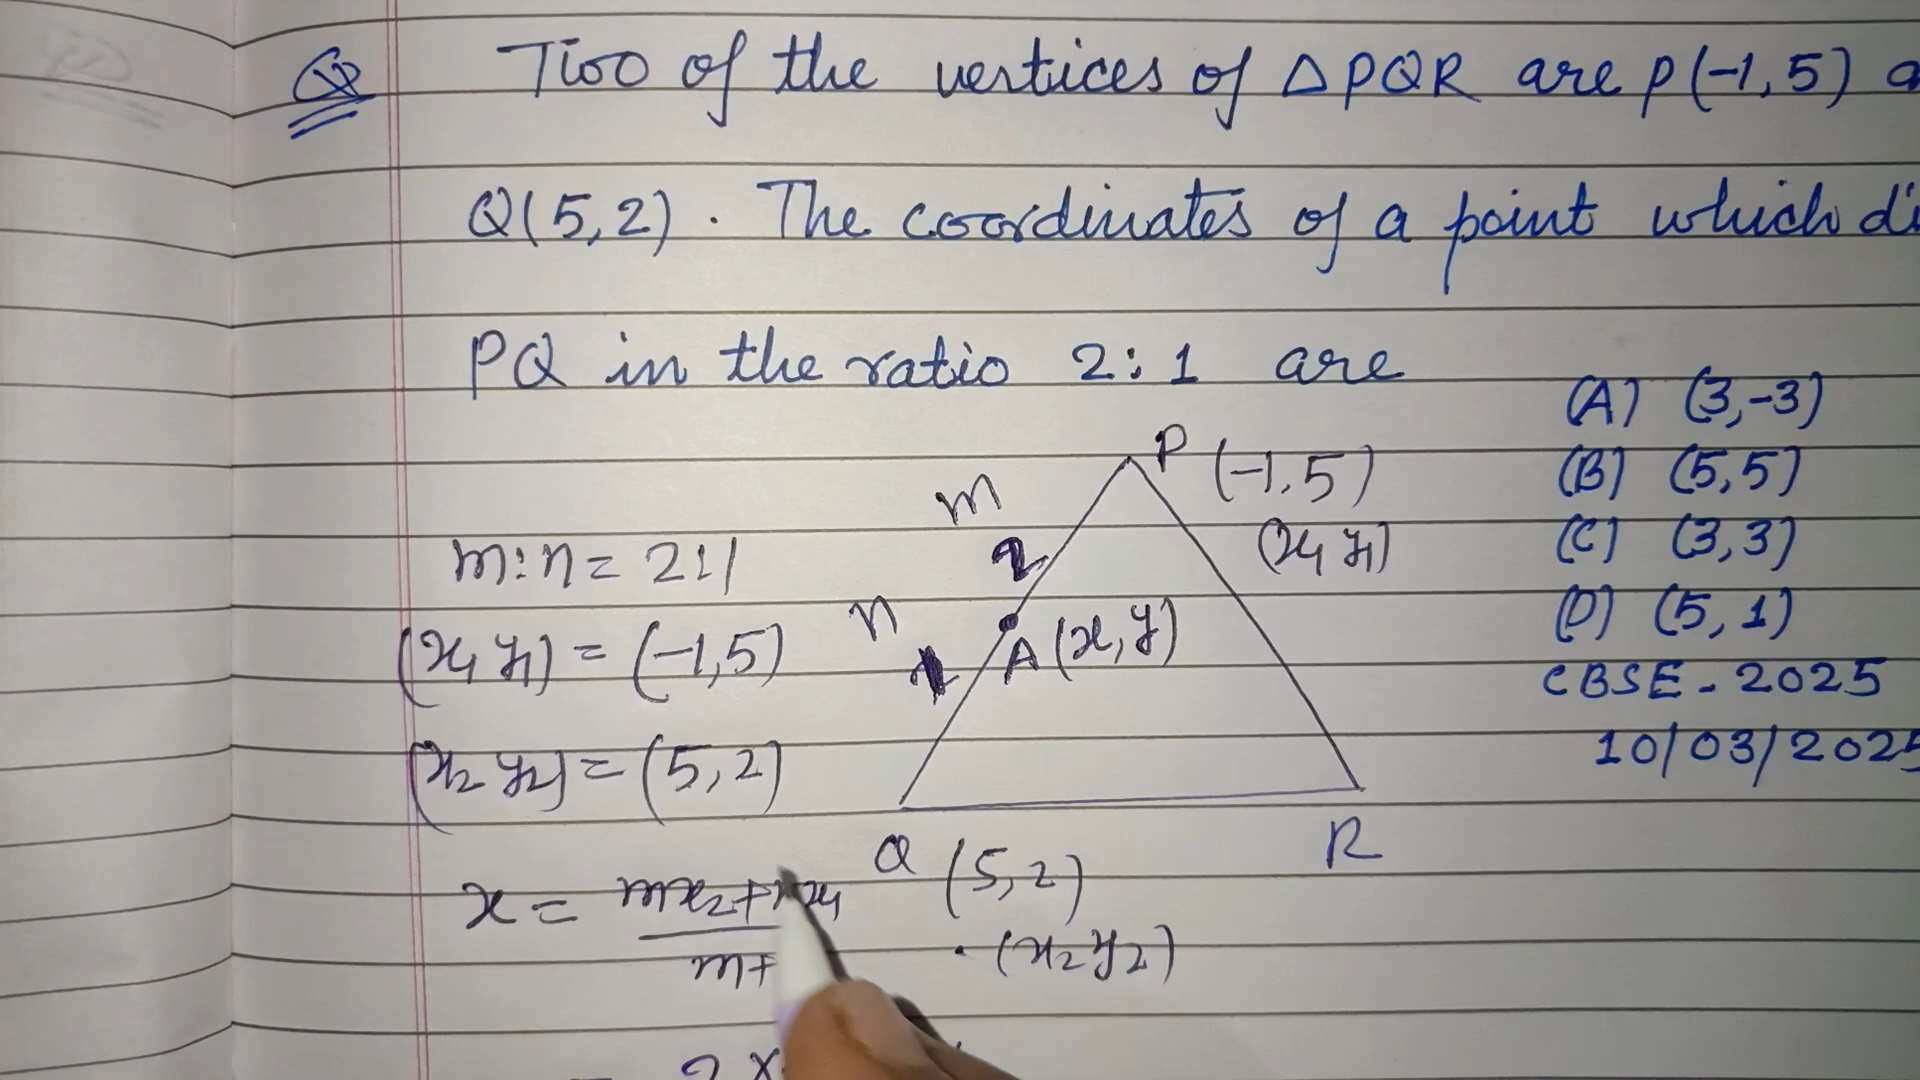 Q Two of the vertices of △PQR are P(-1,5)
Q(5,2). The coordinates of a point which
PQ in the ratio 2:1 are
(A) (3,-3)
(B) (5,5)
(C) (3,3)
(D) (5,1)
CBSE - 2025
10/03/2025
P (-1,5)
(x1 y1)
m
2
n
1
A (x,y)
Q (5,2)
(x2 y2)
R
m:n = 2:1
(x1 y1) = (-1,5)
(x2 y2) = (5,2)
x = mx2+nx1
m+